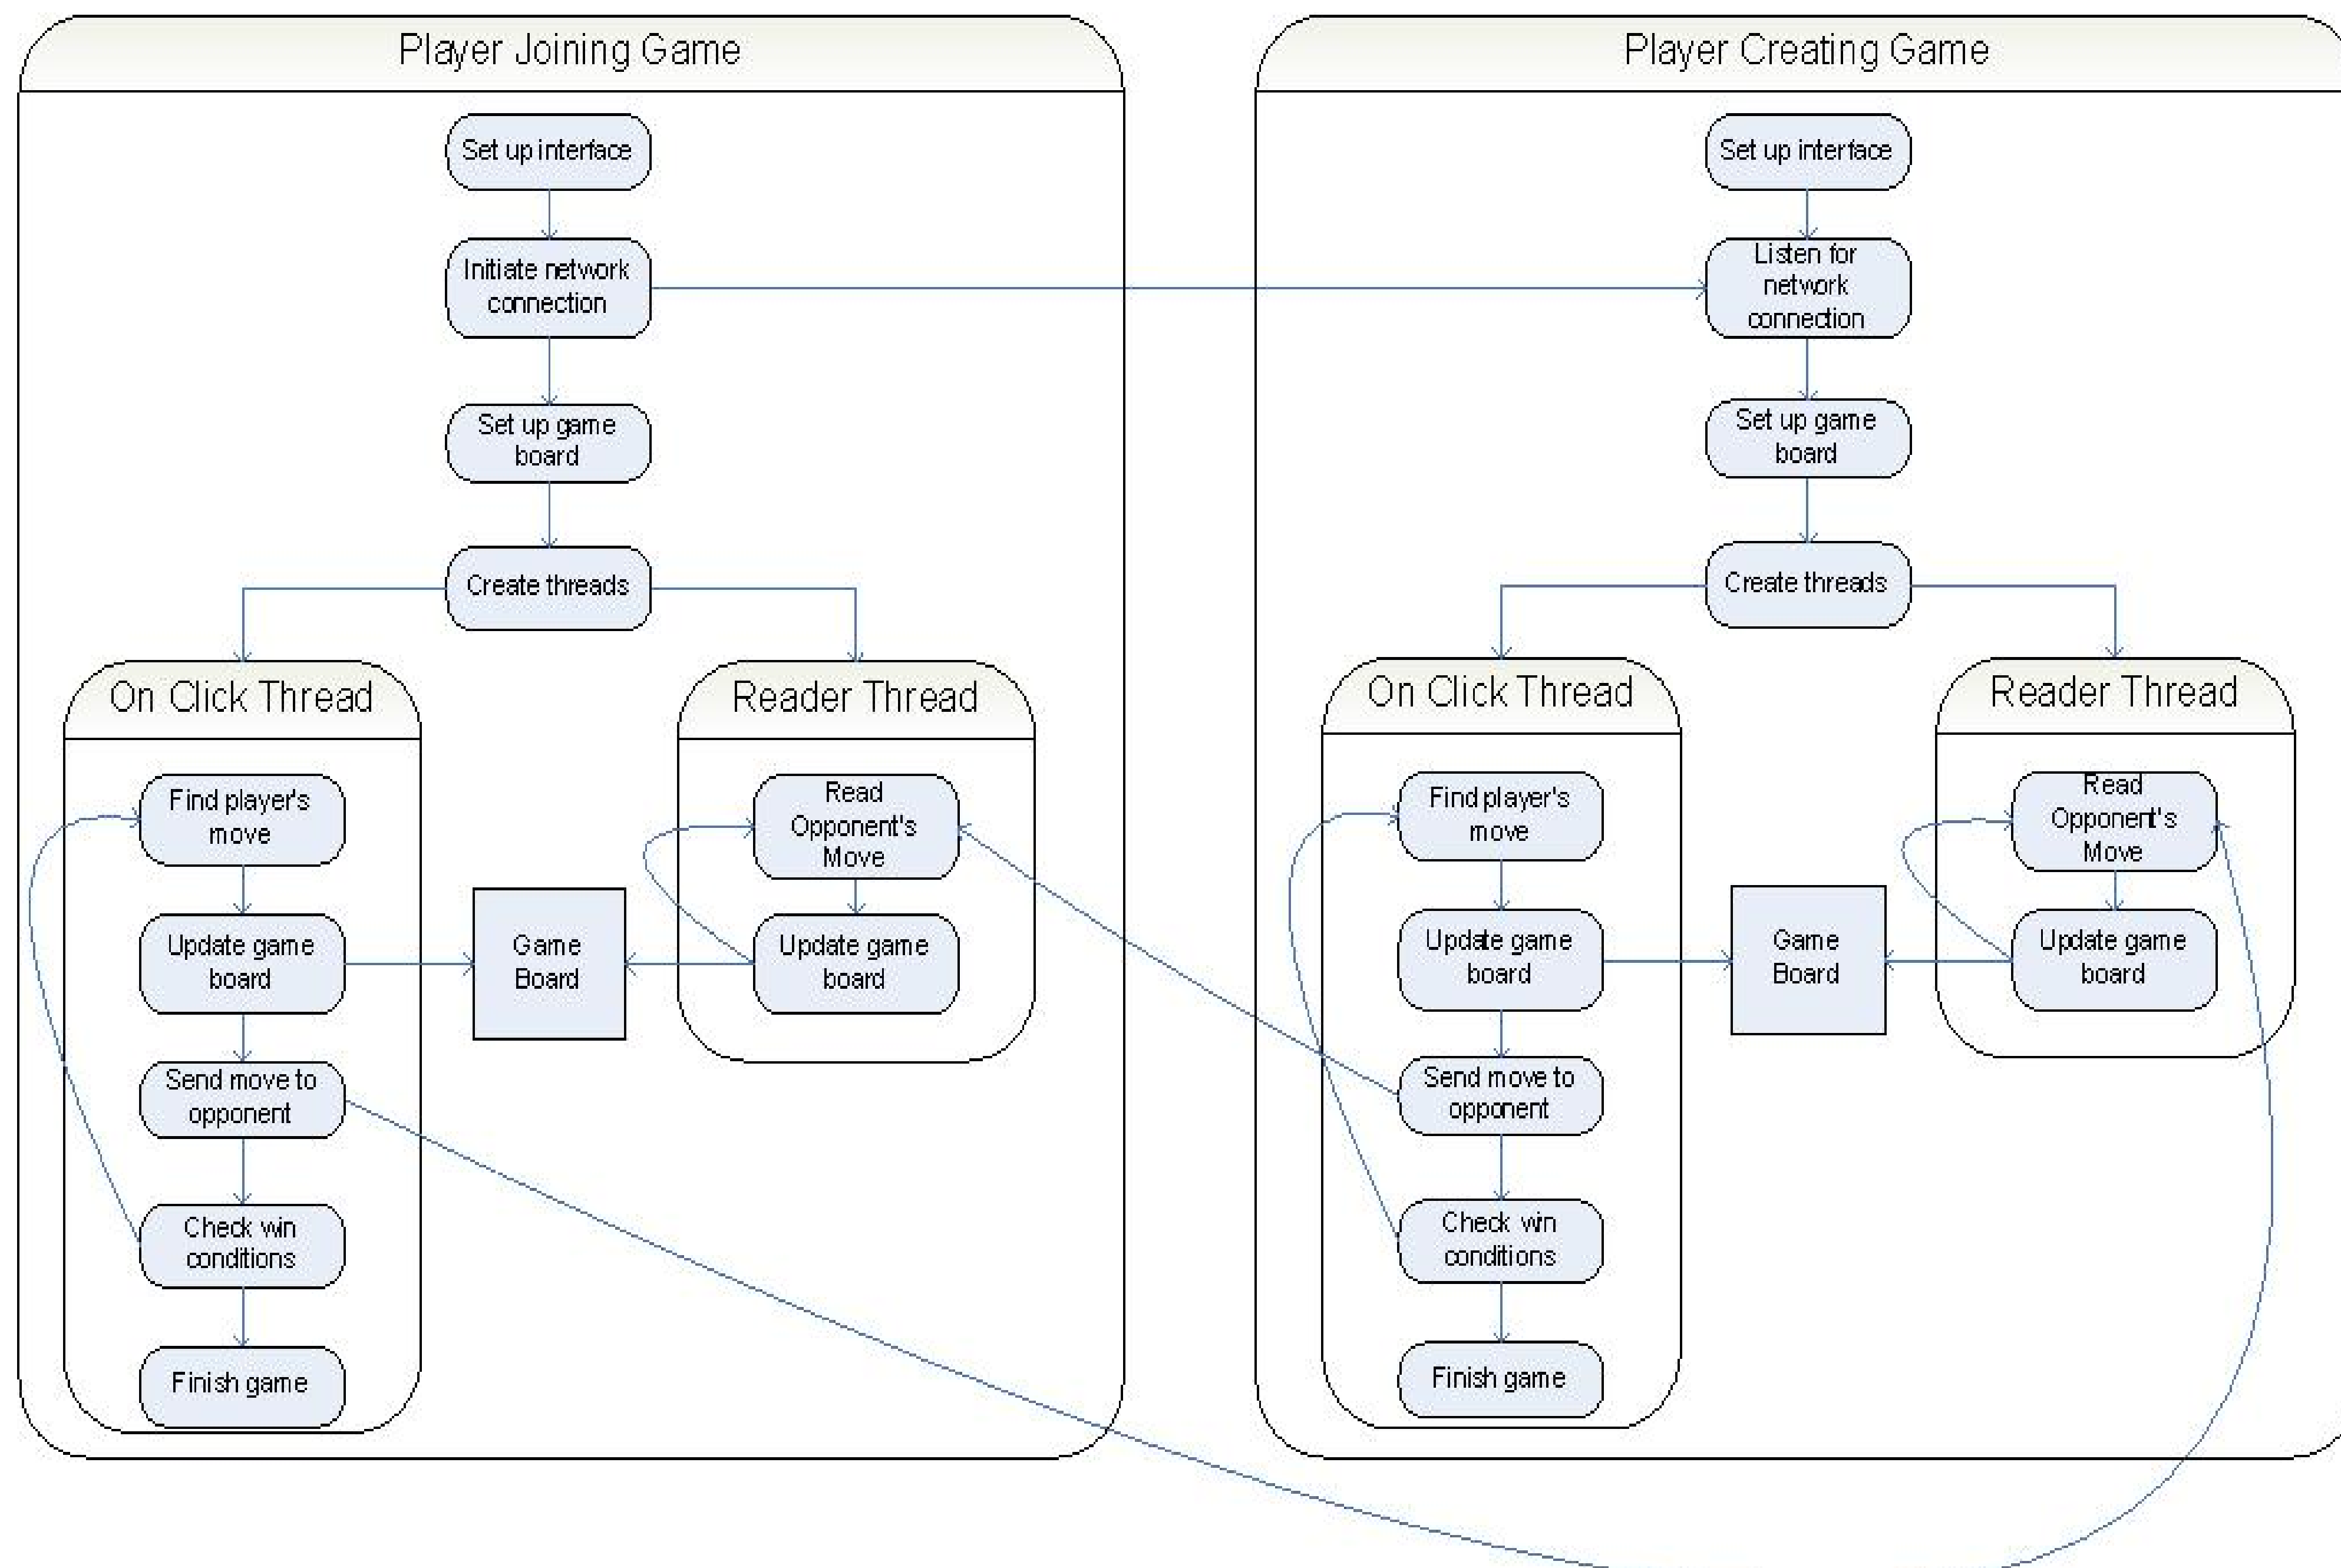 Player Joining Game
Set up interface
Initiate network
connection
Set up game
board
Create threads
On Click Thread
Find player's
move
Update game
board
Send move to
opponent
Check win
conditions
Finish game
Game
Board
Reader Thread
Read
Opponent's
Move
Update game
board
Player Creating Game
Set up interface
Listen for
network
connection
Set up game
board
Create threads
On Click Thread
Find player's
move
Update game
board
Send move to
opponent
Check win
conditions
Finish game
Game
Board
Reader Thread
Read
Opponent's
Move
Update game
board